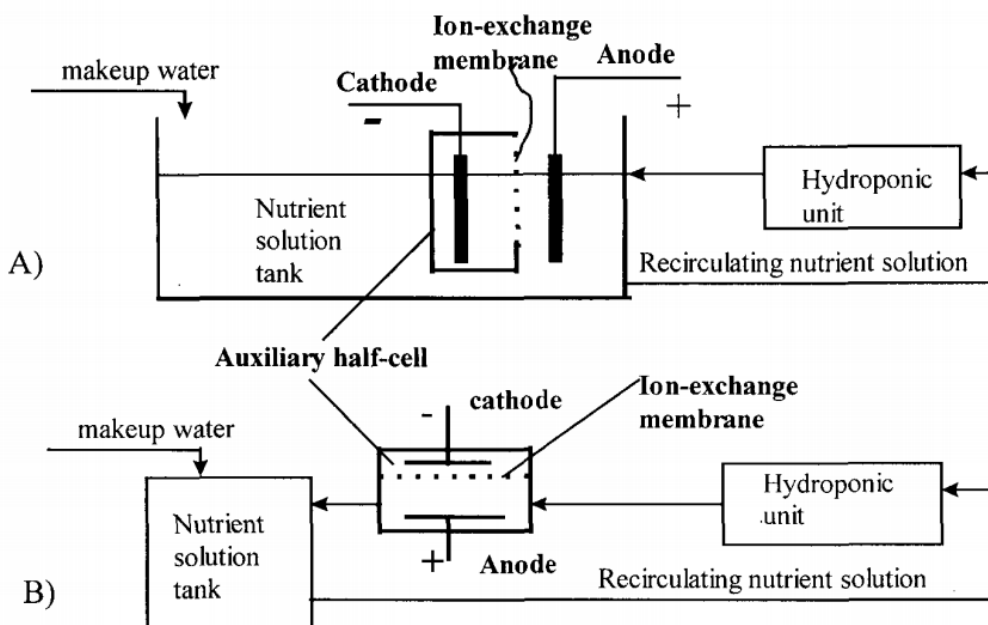 Ion-exchange
membrane
Anode
makeup water
Cathode
-
+
Hydroponic
unit
Nutrient
solution
tank
A)
Recirculating nutrient solution
Auxiliary half-cell
Ion-exchange
membrane
cathode
-
makeup water
Hydroponic
unit
Nutrient
solution
tank
+
Anode
Recirculating nutrient solution
B)